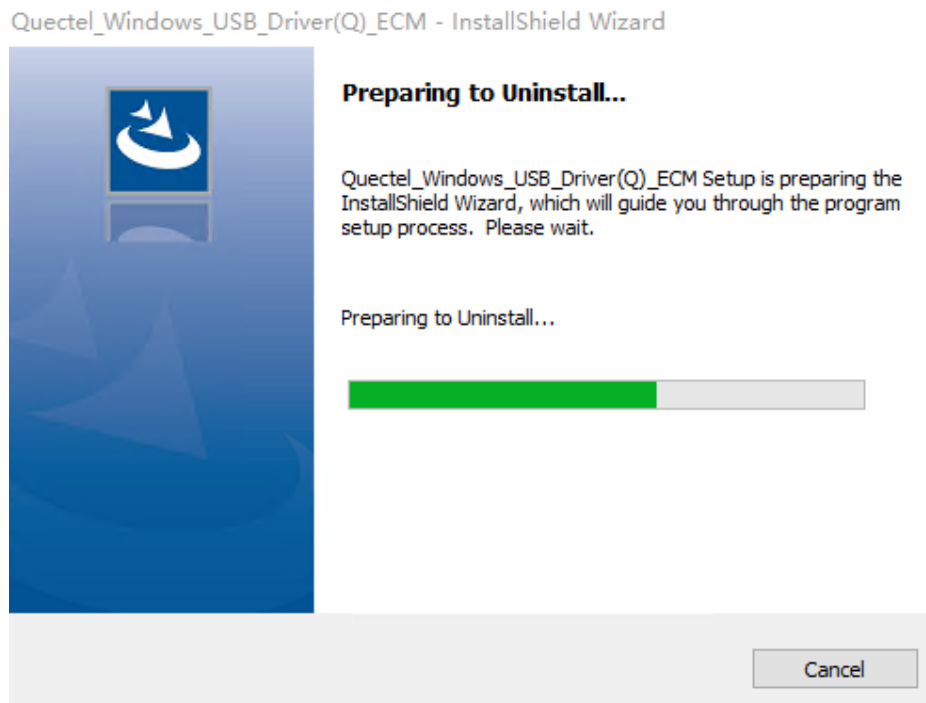 Quectel_Windows_USB_Driver(Q)_ECM - InstallShield Wizard
Preparing to Uninstall...
Quectel_Windows_USB_Driver(Q)_ECM Setup is preparing the
InstallShield Wizard, which will guide you through the program
setup process.  Please wait.
Preparing to Uninstall...
Cancel